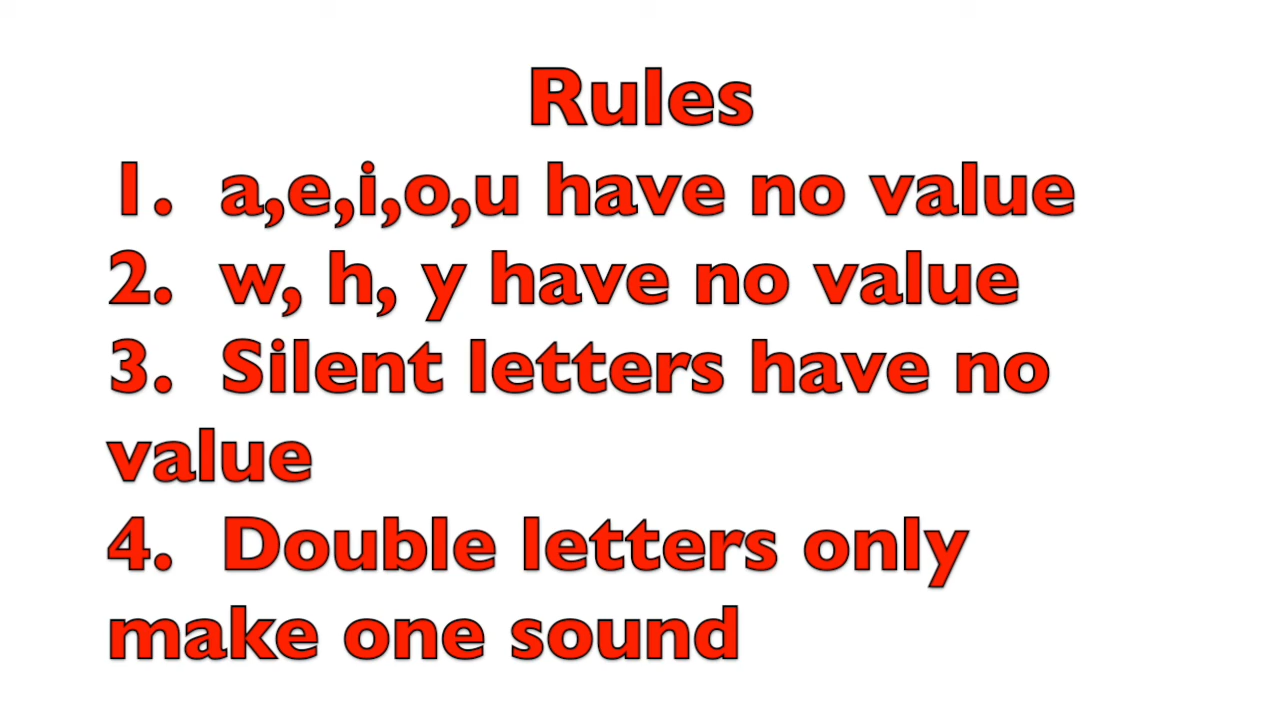 Rules
1. a,e,i,o,u have no value
2. w, h, y have no value
3. Silent letters have no
value
4. Double letters only
make one sound